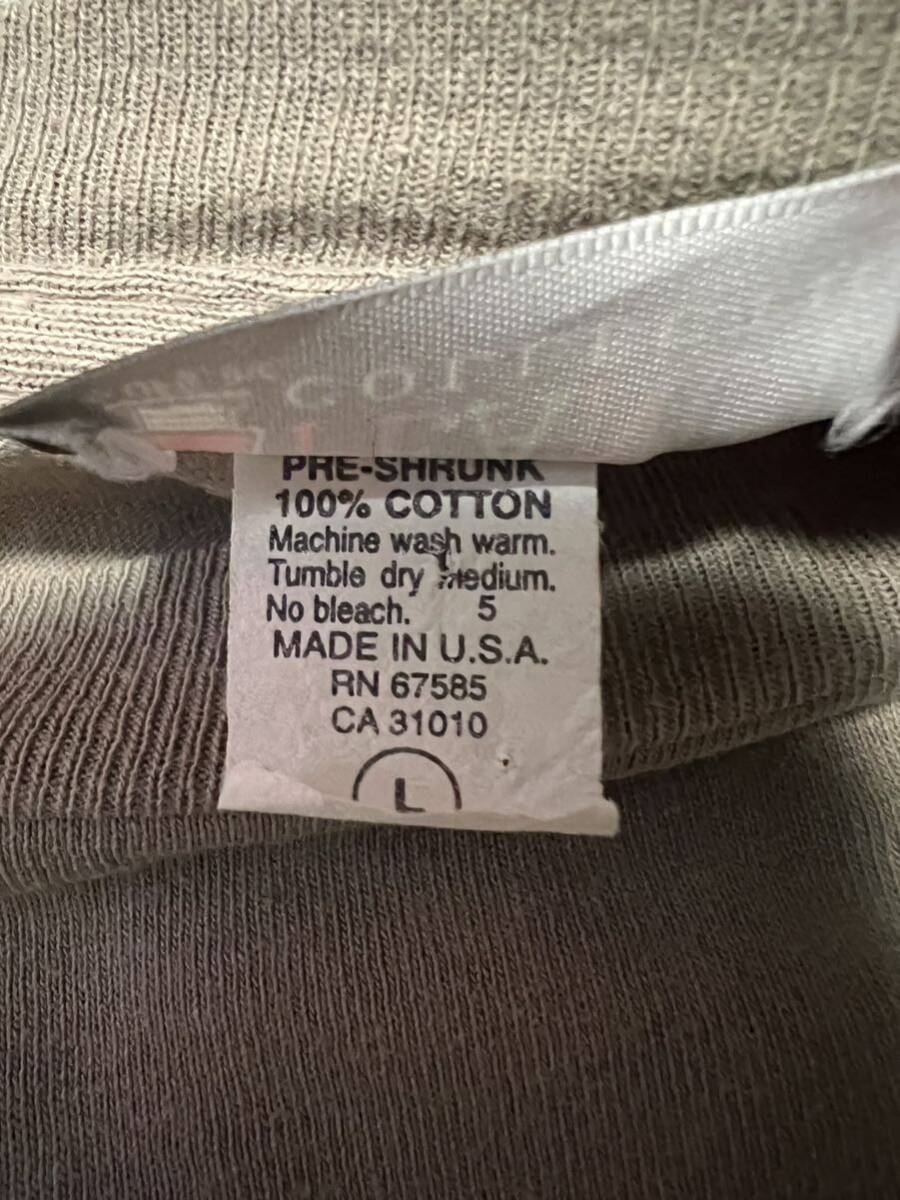 PRE-SHRUNK
100% COTTON
Machine wash warm.
Tumble dry medium.
No bleach. 5
MADE IN U.S.A.
RN 67585
CA 31010
L